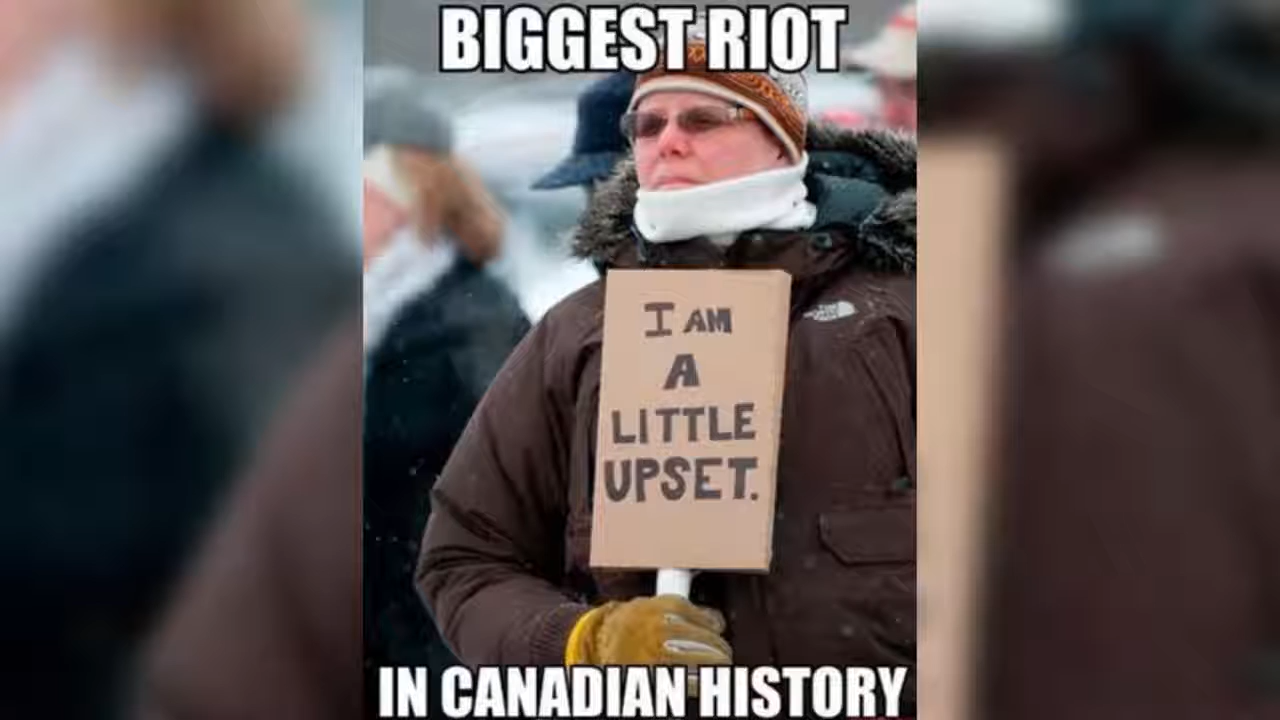 BIGGEST RIOT
I AM
A
LITTLE
UPSET.
IN CANADIAN HISTORY